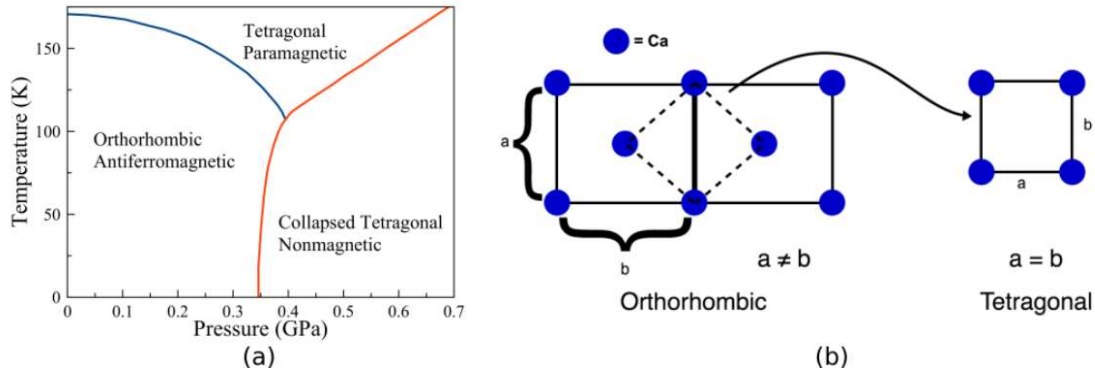 Temperature (K)
150
100
50
0
Tetragonal
Paramagnetic
Orthorhombic
Antiferromagnetic
Collapsed Tetragonal
Nonmagnetic
0 0.1 0.2 0.3 0.4 0.5 0.6 0.7
Pressure (GPa)
(a)
= Ca
a
b
a ≠ b
Orthorhombic
b
a
a = b
Tetragonal
(b)